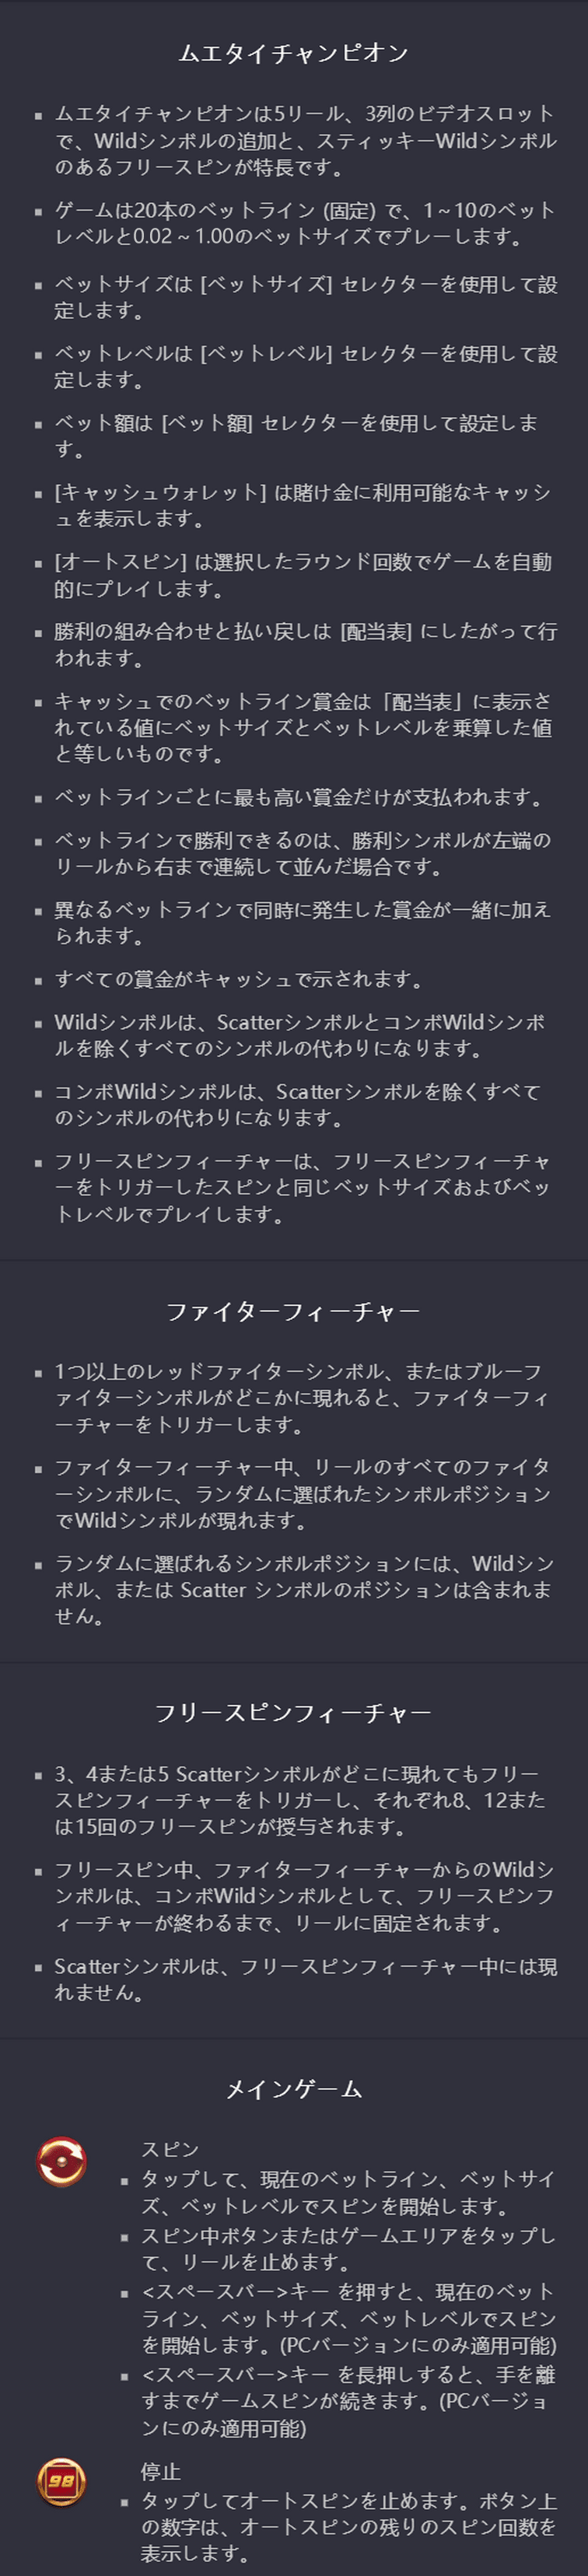 ムエタイチャンピオン
ムエタイチャンピオンは5リール、3列のビデオスロット
で、Wildシンボルの追加と、スティッキーWildシンボル
のあるフリースピンが特長です。
ゲームは20本のベットライン (固定) で、1 ~ 10のベット
レベルと0.02 ~ 1.00のベットサイズでプレーします。
ベットサイズは [ベットサイズ] セレクターを使用して設
定します。
ベットレベルは [ベットレベル] セレクターを使用して設
定します。
ベット額は [ベット額] セレクターを使用して設定しま
す。
[キャッシュウォレット] は賭け金に利用可能なキャッシ
ュを表示します。
[オートスピン] は選択したラウンド回数でゲームを自動
的にプレイします。
勝利の組み合わせと払い戻しは [配当表] にしたがって行
われます。
キャッシュでのベットライン賞金は「配当表」に表示さ
れている値にベットサイズとベットレベルを乗算した値
と等しいものです。
ベットラインごとに最も高い賞金だけが支払われます。
ベットラインで勝利できるのは、勝利シンボルが左端の
リールから右まで連続して並んだ場合です。
異なるベットラインで同時に発生した賞金が一緒に加え
られます。
すべての賞金がキャッシュで示されます。
Wildシンボルは、ScatterシンボルとコンボWildシンボ
ルを除くすべてのシンボルの代わりになります。
コンボWildシンボルは、Scatterシンボルを除くすべて
のシンボルの代わりになります。
フリースピンフィーチャーは、フリースピンフィーチャ
ーをトリガーしたスピンと同じベットサイズおよびベッ
トレベルでプレイします。
ファイターフィーチャー
1つ以上のレッドファイターシンボル、またはブルーフ
ァイターシンボルがどこかに現れると、ファイターフィ
ーチャーをトリガーします。
ファイターフィーチャー中、リールのすべてのファイタ
ーシンボルに、ランダムに選ばれたシンボルポジション
でWildシンボルが現れます。
ランダムに選ばれるシンボルポジションには、Wildシン
ボル、または Scatter シンボルのポジションは含まれま
せん。
フリースピンフィーチャー
3、4または5 Scatterシンボルがどこに現れてもフリー
スピンフィーチャーをトリガーし、それぞれ8、12また
は15回のフリースピンが授与されます。
フリースピン中、ファイターフィーチャーからのWildシ
ンボルは、コンボWildシンボルとして、フリースピンフ
ィーチャーが終わるまで、リールに固定されます。
Scatterシンボルは、フリースピンフィーチャー中には現
れません。
メインゲーム
スピン
タップして、現在のベットライン、ベットサイ
ズ、ベットレベルでスピンを開始します。
スピン中ボタンまたはゲームエリアをタップし
て、リールを止めます。
<スペースバー>キー を押すと、現在のベット
ライン、ベットサイズ、ベットレベルでスピン
を開始します。(PCバージョンにのみ適用可能)
<スペースバー>キー を長押しすると、手を離
すまでゲームスピンが続きます。(PCバージョ
ンにのみ適用可能)
98
停止
タップしてオートスピンを止めます。ボタン上
の数字は、オートスピンの残りのスピン回数を
表示します。